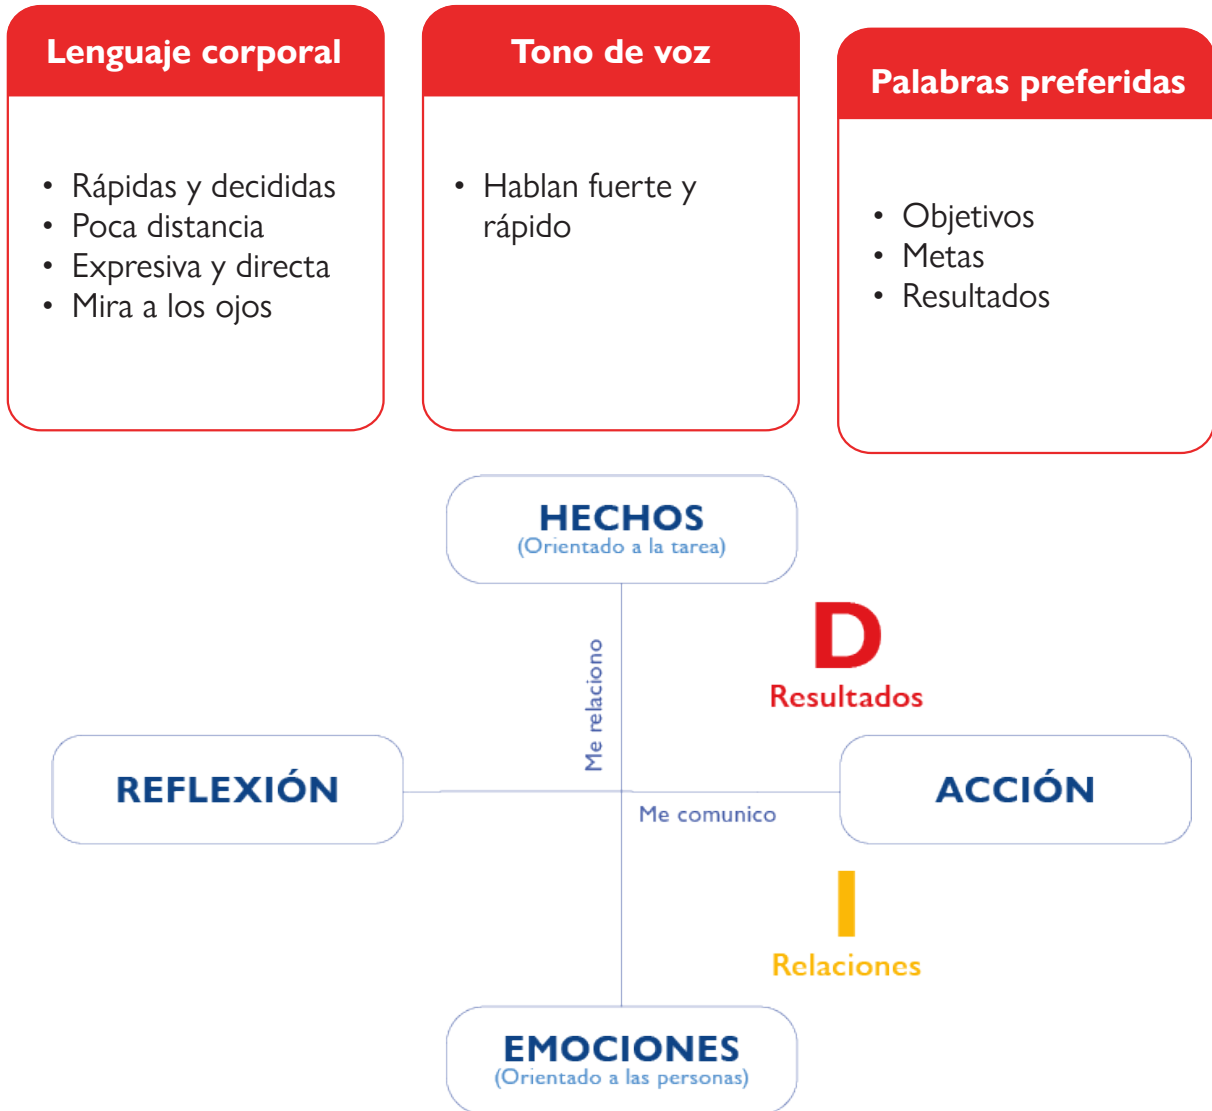 Lenguaje corporal
• Rápidas y decididas
• Poca distancia
• Expresiva y directa
• Mira a los ojos
Tono de voz
• Hablan fuerte y
rápido
Palabras preferidas
• Objetivos
• Metas
• Resultados
HECHOS
(Orientado a la tarea)
Me relaciono
D
Resultados
REFLEXIÓN
Me comunico
ACCIÓN
I
Relaciones
EMOCIONES
(Orientado a las personas)